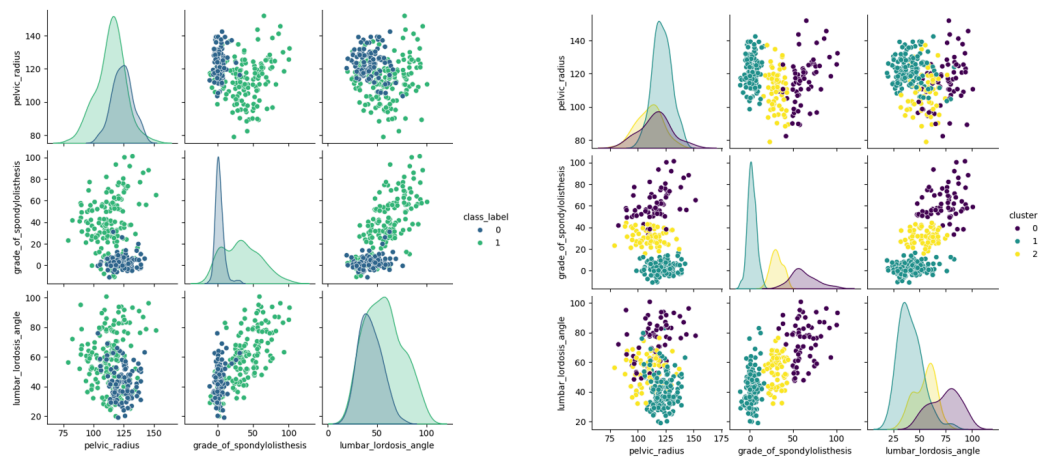 pelvic_radius
140
120
100
80
grade_of_spondylolisthesis
100
80
60
40
20
0
lumbar_lordosis_angle
100
80
60
40
20
75 100 125 150
pelvic_radius
0 50 100
grade_of_spondylolisthesis
0 50 100
lumbar_lordosis_angle
class_label
0
1
pelvic_radius
140
120
100
80
grade_of_spondylolisthesis
100
80
60
40
20
0
lumbar_lordosis_angle
100
80
60
40
20
75 100 125 150 175
pelvic_radius
0 50 100
grade_of_spondylolisthesis
25 50 75 100
lumbar_lordosis_angle
cluster
0
1
2